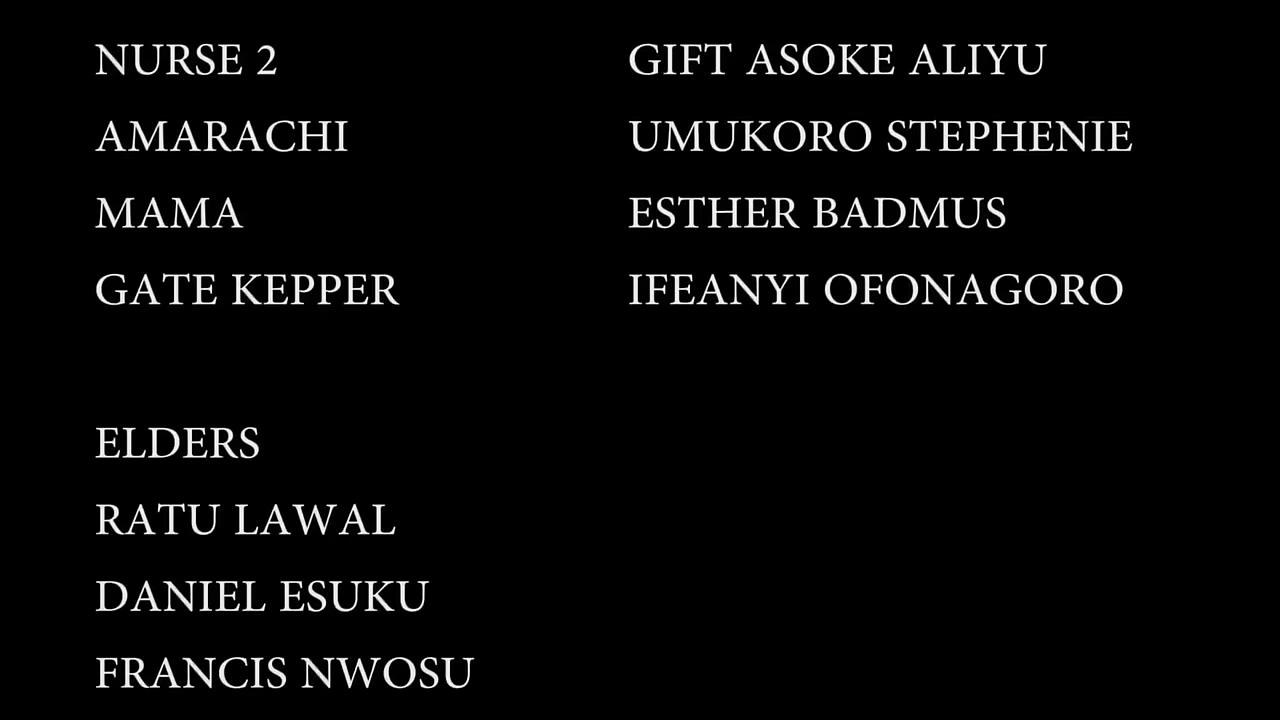 NURSE 2 GIFT ASOKE ALIYU
AMARACHI UMUKORO STEPHENIE
MAMA ESTHER BADMUS
GATE KEPPER IFEANYI OFONAGORO
ELDERS
RATU LAWAL
DANIEL ESUKU
FRANCIS NWOSU